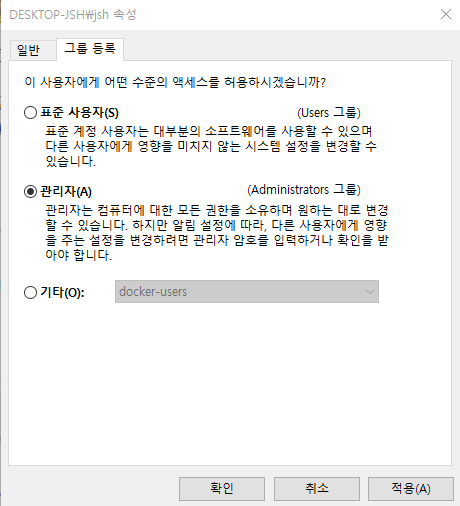 DESKTOP-JSH\jsh 속성
일반
그룹 등록
이 사용자에게 어떤 수준의 액세스를 허용하시겠습니까?
표준 사용자(S) (Users 그룹)
표준 계정 사용자는 대부분의 소프트웨어를 사용할 수 있으며
다른 사용자에게 영향을 미치지 않는 시스템 설정을 변경할 수
있습니다.
관리자(A) (Administrators 그룹)
관리자는 컴퓨터에 대한 모든 권한을 소유하며 원하는 대로 변경
할 수 있습니다. 하지만 알림 설정에 따라, 다른 사용자에게 영향
을 주는 설정을 변경하려면 관리자 암호를 입력하거나 확인을 받
아야 합니다.
기타(O): docker-users
확인 취소 적용(A)